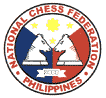 NATIONAL CHESS FEDERATION
• PHILIPPINES •